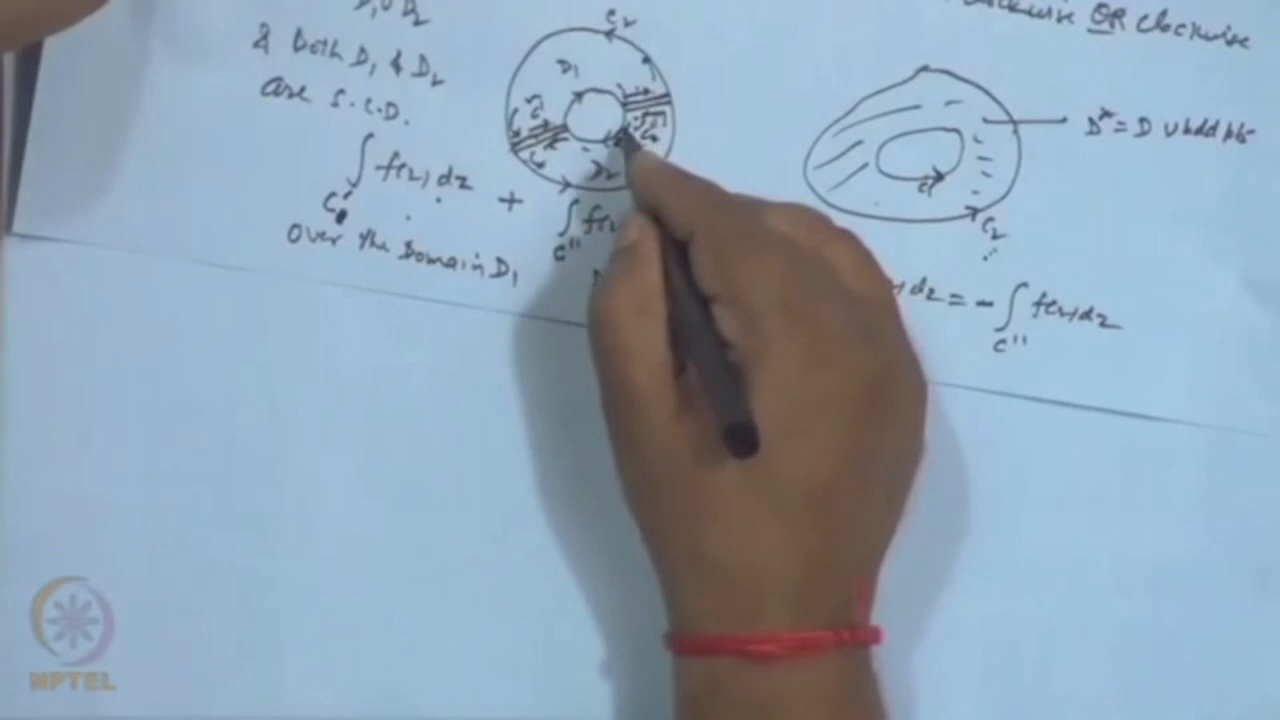 D₁ ∪ D₂
& both D₁ & D₂
are S.C.D.
∫ f(z) dz + ∫ f(z
C' C''
over the Domain D₁
C₂
D₁
D₂
clockwise OR clockwise
D* = D ∪ bdd pts
C₁
C₂
dz = - ∫ f(z) dz
C''
NPTEL